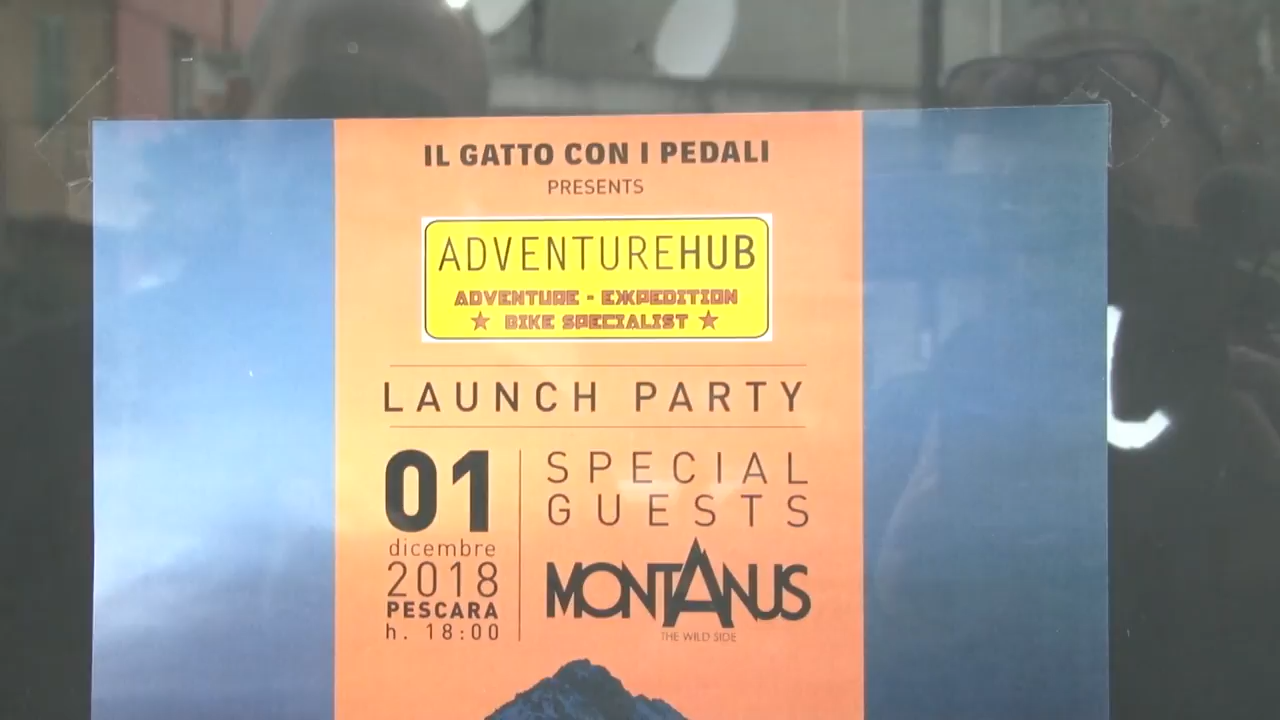 IL GATTO CON I PEDALI
PRESENTS
ADVENTUREHUB
ADVENTURE - EXPEDITION
BIKE SPECIALIST
LAUNCH PARTY
01
dicembre
2018
PESCARA
h. 18:00
SPECIAL
GUESTS
MONTANUS
THE WILD SIDE